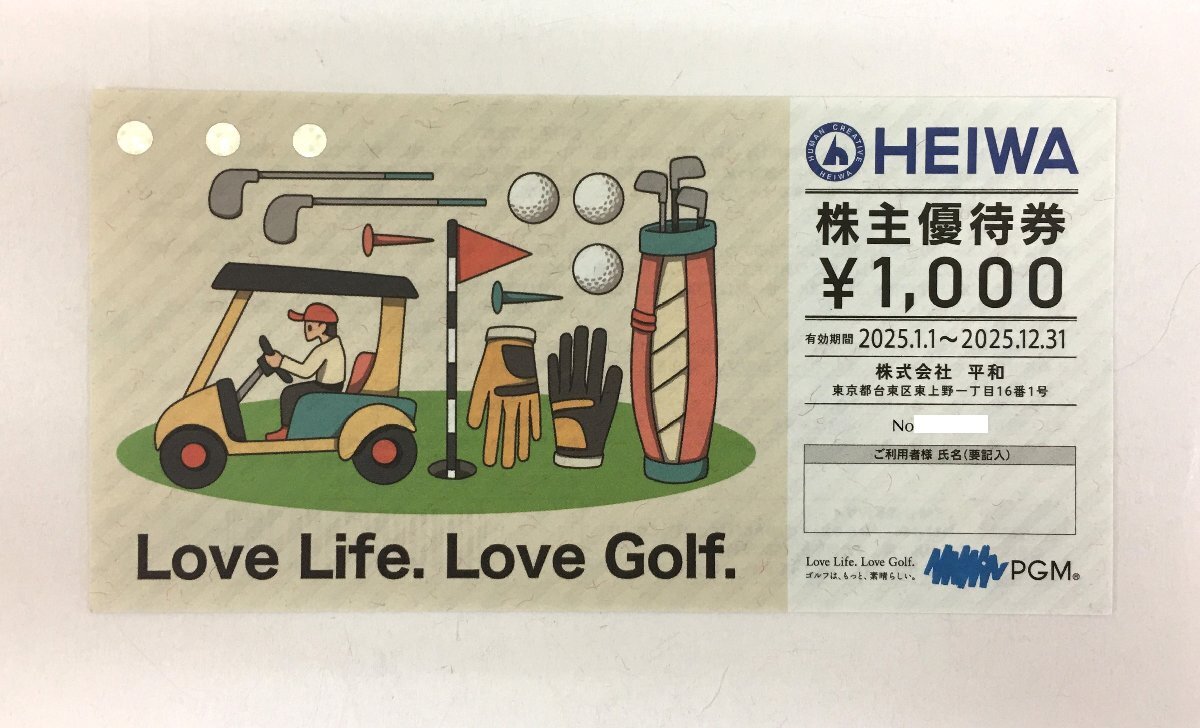 HUMAN CREATIVE
HEIWA
HEIWA
株主優待券
¥1,000
有効期間 2025.1.1～2025.12.31
株式会社 平和
東京都台東区東上野一丁目16番1号
No
ご利用者様 氏名(要記入)
Love Life. Love Golf.
ゴルフは、もっと、素晴らしい。
PGM®
Love Life. Love Golf.